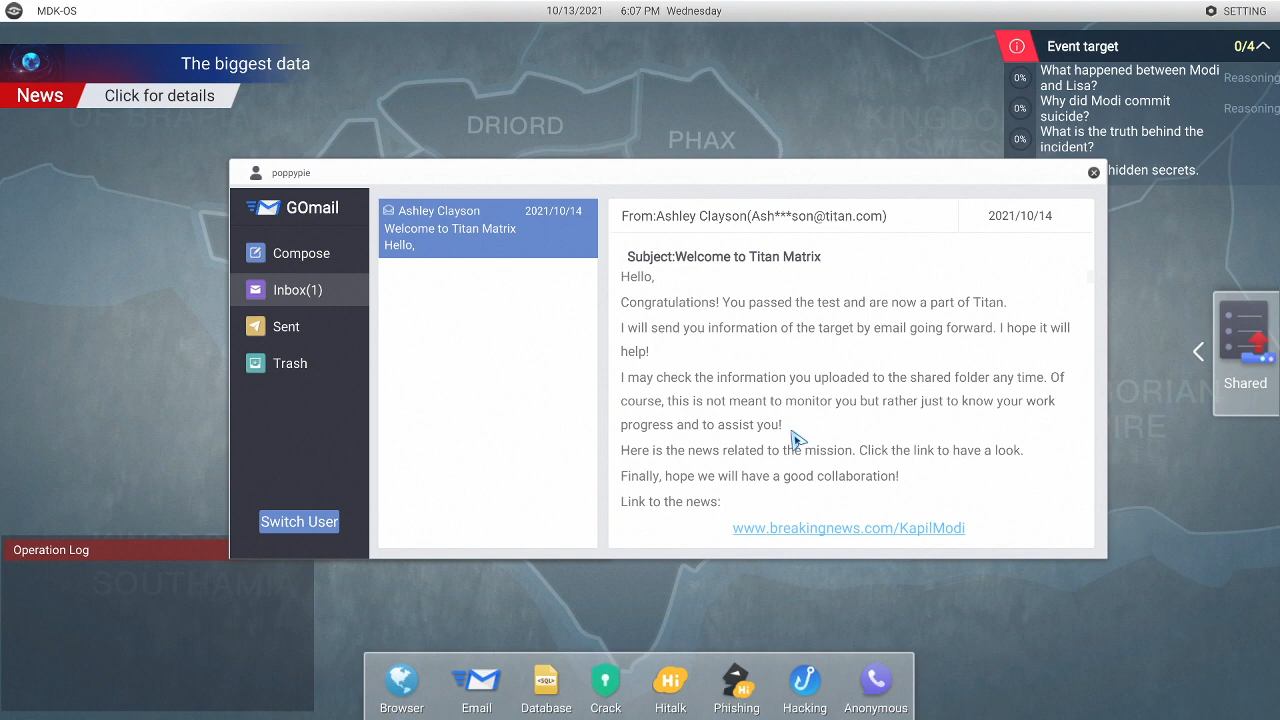 MDK-OS
10/13/2021 6:07 PM Wednesday
SETTING
The biggest data
News
Click for details
Event target
0/4
0%
What happened between Modi
and Lisa?
Reasoning
0%
Why did Modi commit
suicide?
Reasoning
0%
What is the truth behind the
incident?
hidden secrets.
DRIORD
PHAX
poppypie
GOmail
Compose
Inbox(1)
Sent
Trash
Switch User
Ashley Clayson
2021/10/14
Welcome to Titan Matrix
Hello,
From:Ashley Clayson(Ash***son@titan.com)
2021/10/14
Subject:Welcome to Titan Matrix
Hello,
Congratulations! You passed the test and are now a part of Titan.
I will send you information of the target by email going forward. I hope it will
help!
I may check the information you uploaded to the shared folder any time. Of
course, this is not meant to monitor you but rather just to know your work
progress and to assist you!
Here is the news related to the mission. Click the link to have a look.
Finally, hope we will have a good collaboration!
Link to the news:
www.breakingnews.com/KapilModi
Shared
Operation Log
SOUTHAMIA
Browser
Email
<SQL>
Database
Crack
Hi
Hitalk
Hi
Phishing
Hacking
Anonymous